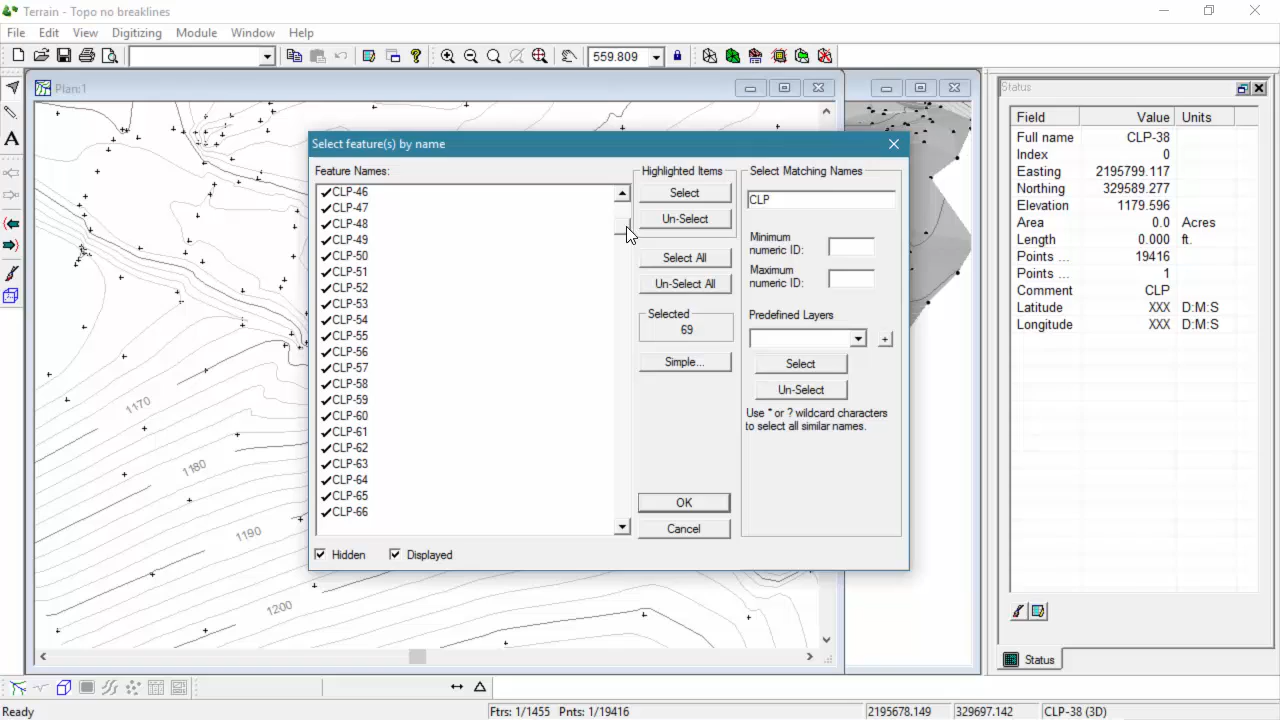 Terrain - Topo no breaklines
File Edit View Digitizing Module Window Help
559.809
Plan:1
1170
1180
1190
1200
Select feature(s) by name
Feature Names:
CLP-46
CLP-47
CLP-48
CLP-49
CLP-50
CLP-51
CLP-52
CLP-53
CLP-54
CLP-55
CLP-56
CLP-57
CLP-58
CLP-59
CLP-60
CLP-61
CLP-62
CLP-63
CLP-64
CLP-65
CLP-66
Hidden Displayed
Highlighted Items
Select
Un-Select
Select All
Un-Select All
Selected
69
Simple...
OK
Cancel
Select Matching Names
CLP
Minimum
numeric ID:
Maximum
numeric ID:
Predefined Layers
+
Select
Un-Select
Use * or ? wildcard characters
to select all similar names.
Status
Field Value Units
Full name CLP-38
Index 0
Easting 2195799.117
Northing 329589.277
Elevation 1179.596
Area 0.0 Acres
Length 0.000 ft.
Points ... 19416
Points ... 1
Comment CLP
Latitude XXX D:M:S
Longitude XXX D:M:S
Status
Ready Ftrs: 1/1455 Pnts: 1/19416 2195678.149 329697.142 CLP-38 (3D)